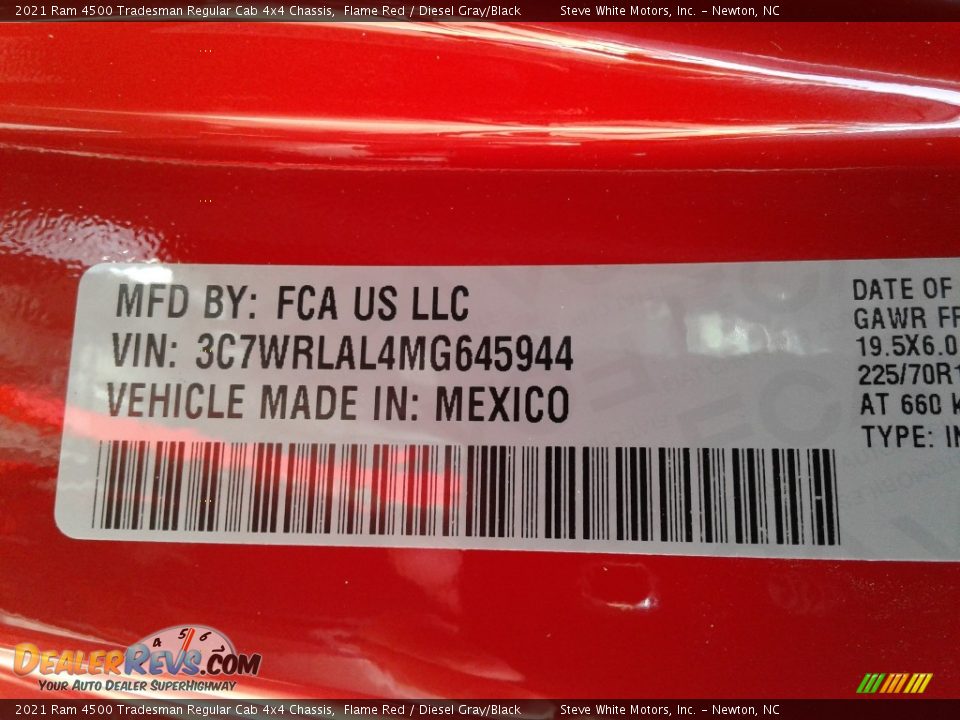 2021 Ram 4500 Tradesman Regular Cab 4x4 Chassis, Flame Red / Diesel Gray/Black Steve White Motors, Inc. - Newton, NC
MFD BY: FCA US LLC
VIN: 3C7WRLAL4MG645944
VEHICLE MADE IN: MEXICO
DATE OF
GAWR
19.5X6.0
225/70R1
AT 660
TYPE:
4 5 6
DEALERREVS.COM
YOUR AUTO DEALER SUPERHIGHWAY
2021 Ram 4500 Tradesman Regular Cab 4x4 Chassis, Flame Red / Diesel Gray/Black Steve White Motors, Inc. - Newton, NC